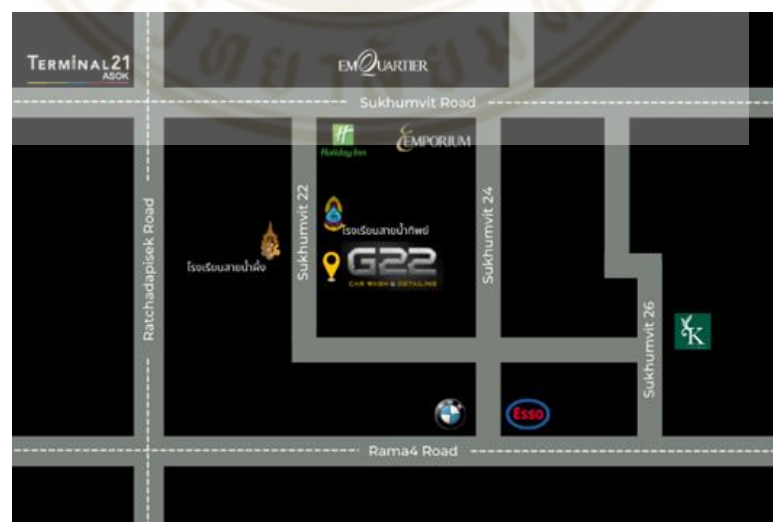 TERMINAL21
ASOK
EMQUARTIER
Sukhumvit Road
Holiday Inn
EMPORIUM
Ratchadapisek Road
Sukhumvit 22
Sukhumvit 24
โรงเรียนสายน้ำทิพย์
โรงเรียนสายน้ำผึ้ง
G22
CAR WASH & DETAILING
Sukhumvit 26
K
BMW
Esso
Rama4 Road